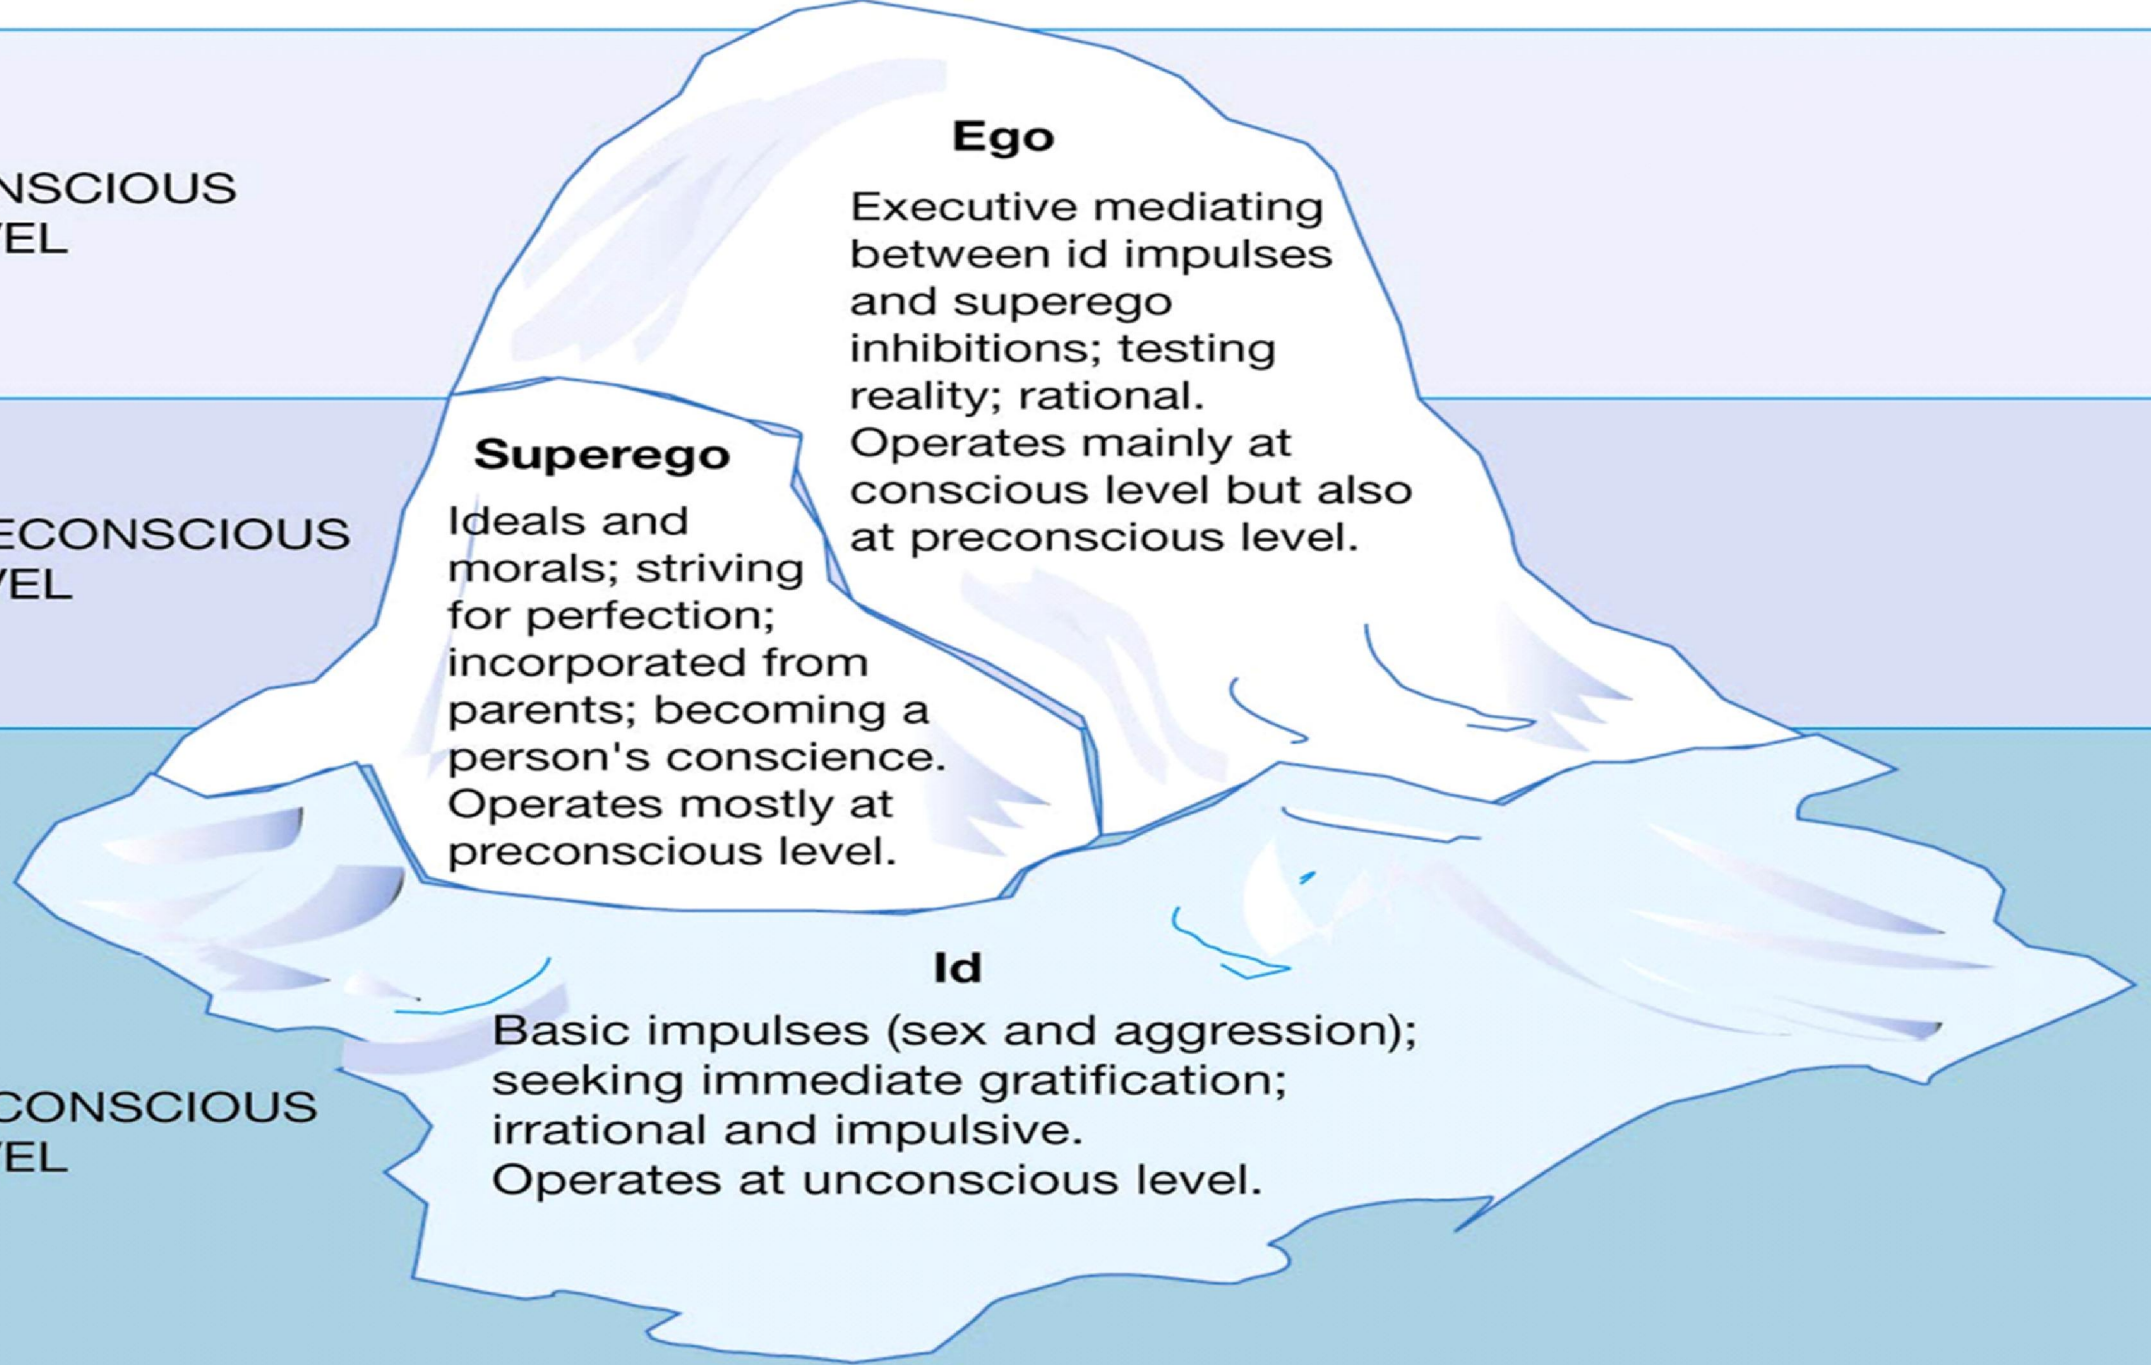 NSCIOUS
VEL
Ego
Executive mediating
between id impulses
and superego
inhibitions; testing
reality; rational.
Operates mainly at
conscious level but also
at preconscious level.
ECONSCIOUS
VEL
Superego
Ideals and
morals; striving
for perfection;
incorporated from
parents; becoming a
person's conscience.
Operates mostly at
preconscious level.
CONSCIOUS
VEL
Id
Basic impulses (sex and aggression);
seeking immediate gratification;
irrational and impulsive.
Operates at unconscious level.